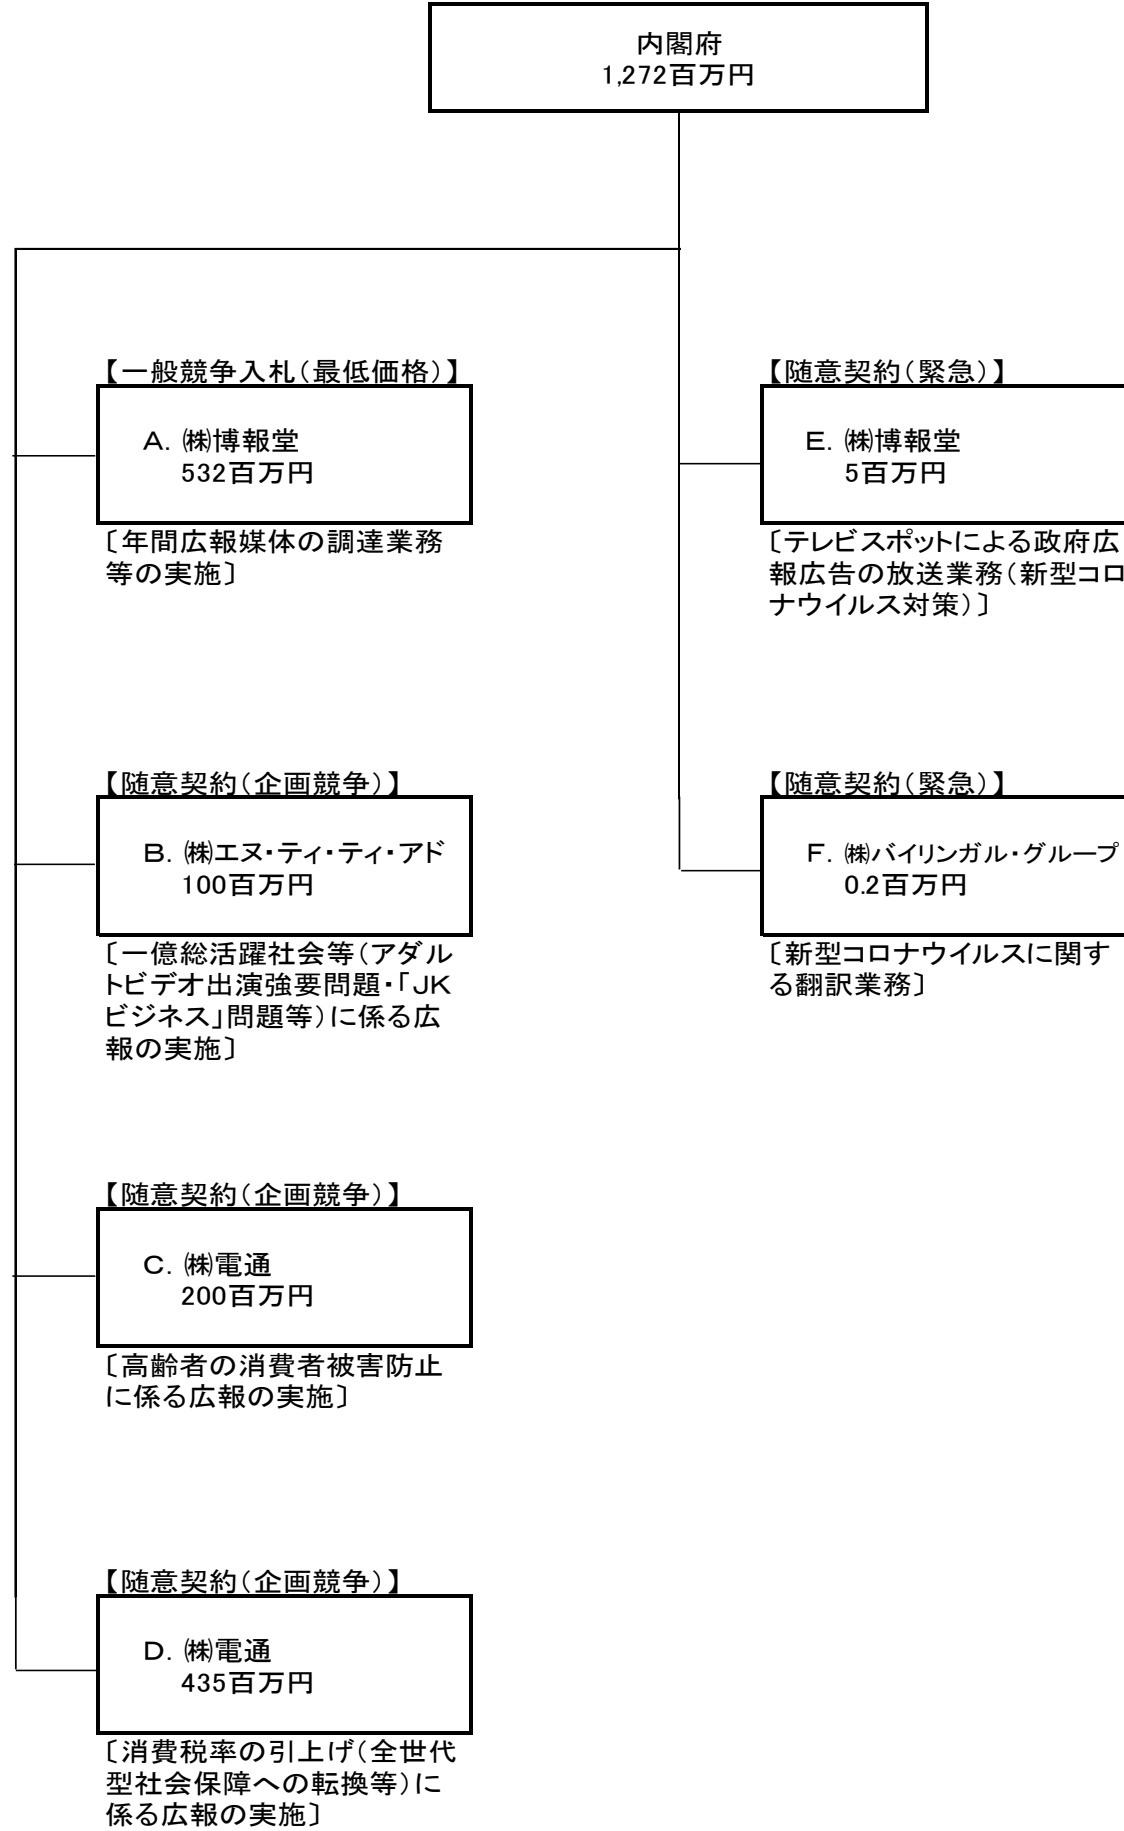 内閣府
1,272百万円
【一般競争入札(最低価格)】
A. ㈱博報堂
532百万円
〔年間広報媒体の調達業務
等の実施〕
【随意契約(企画競争)】
B. ㈱エヌ・ティ・ティ・アド
100百万円
〔一億総活躍社会等(アダル
トビデオ出演強要問題・「JK
ビジネス」問題等)に係る広
報の実施〕
【随意契約(企画競争)】
C. ㈱電通
200百万円
〔高齢者の消費者被害防止
に係る広報の実施〕
【随意契約(企画競争)】
D. ㈱電通
435百万円
〔消費税率の引上げ(全世代
型社会保障への転換等)に
係る広報の実施〕
【随意契約(緊急)】
E. ㈱博報堂
5百万円
〔テレビスポットによる政府広
報広告の放送業務(新型コロ
ナウイルス対策)〕
【随意契約(緊急)】
F. ㈱バイリンガル・グループ
0.2百万円
〔新型コロナウイルスに関す
る翻訳業務〕